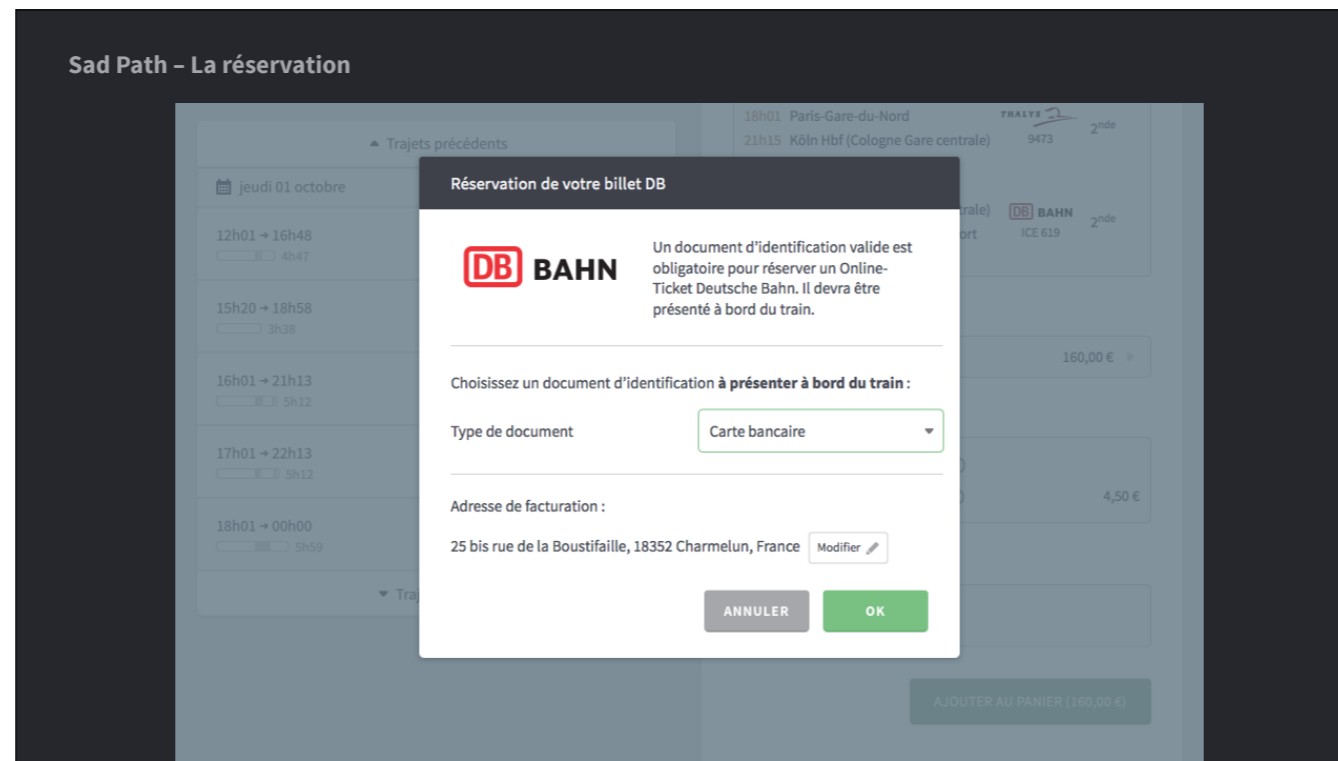 Sad Path – La réservation
Trajets précédents
jeudi 01 octobre
12h01 → 16h48
4h47
15h20 → 18h58
3h38
16h01 → 21h13
5h12
17h01 → 22h13
5h12
18h01 → 00h00
5h59
18h01 Paris-Gare-du-Nord
21h15 Köln Hbf (Cologne Gare centrale)
THALYS
9473
2nde
DB BAHN
ICE 619
2nde
160,00 €
4,50 €
AJOUTER AU PANIER (160,00 €)
Réservation de votre billet DB
DB BAHN
Un document d’identification valide est
obligatoire pour réserver un Online-
Ticket Deutsche Bahn. Il devra être
présenté à bord du train.
Choisissez un document d’identification à présenter à bord du train :
Type de document
Carte bancaire
Adresse de facturation :
25 bis rue de la Boustifaille, 18352 Charmelun, France
Modifier
ANNULER
OK